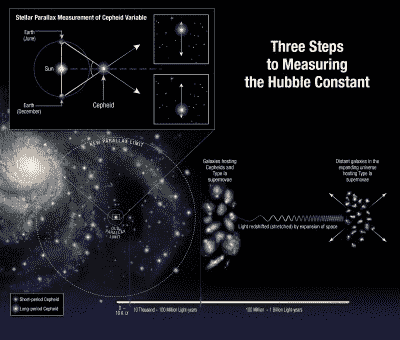 Stellar Parallax Measurement of Cepheid Variable
Earth
(June)
Sun
Earth
(December)
Cepheid
Three Steps
to Measuring
the Hubble Constant
NEW PARALLAX LIMIT
OLD
PARALLAX
LIMIT
Galaxies hosting
Cepheids and
Type Ia
supernovae
Distant galaxies in the
expanding universe
hosting Type Ia
supernovae
Light redshifted (stretched) by expansion of space
Short-period Cepheid
Long-period Cepheid
0 –
10 Thousand – 100 Million Light-years
100 Million – 1 Billion Light-years